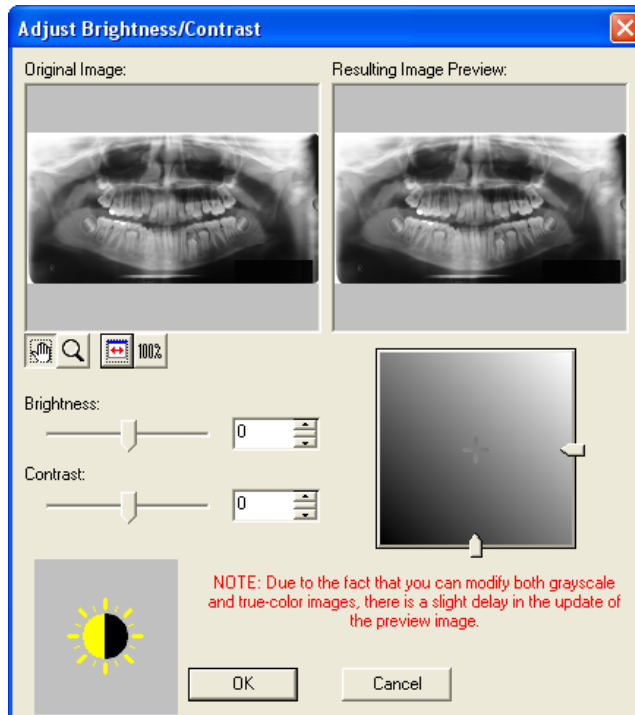 Adjust Brightness/Contrast
Original Image:
Resulting Image Preview:
100%
Brightness:
0
Contrast:
0
NOTE: Due to the fact that you can modify both grayscale
and true-color images, there is a slight delay in the update of
the preview image.
OK
Cancel